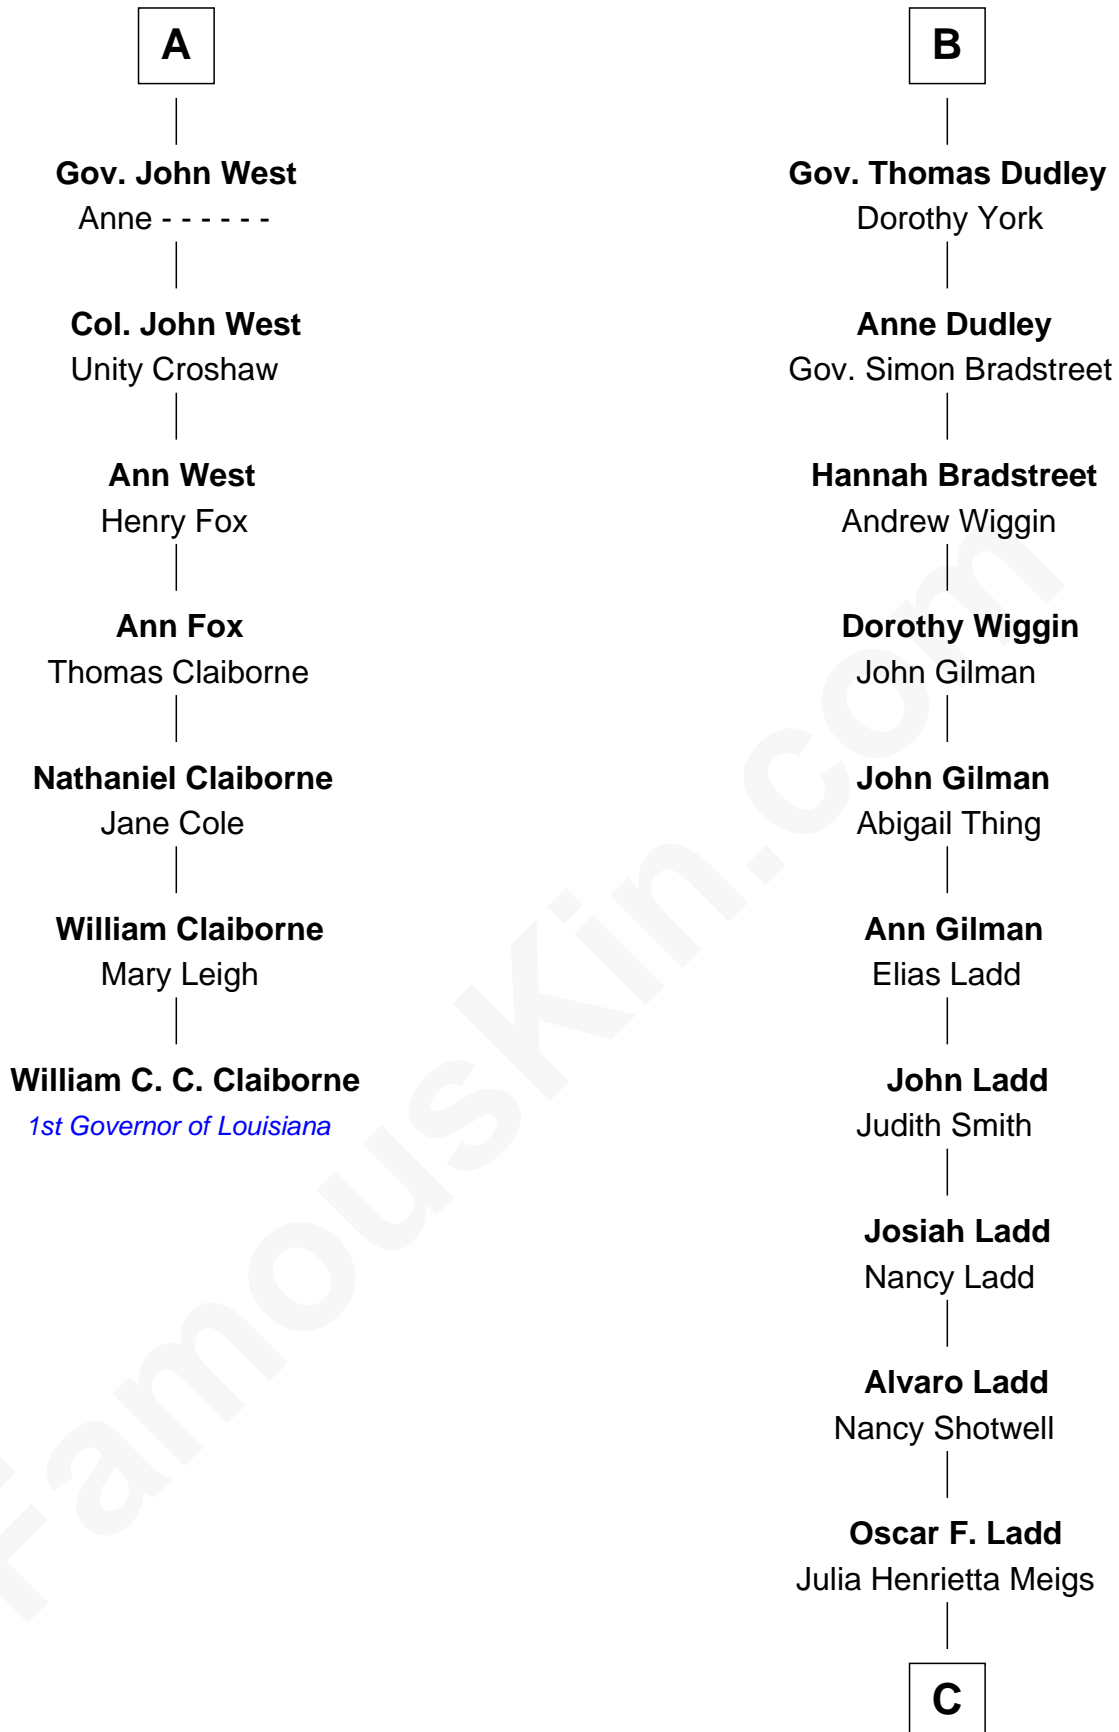 A
Gov. John West
Anne - - - - - -
Col. John West
Unity Croshaw
Ann West
Henry Fox
Ann Fox
Thomas Claiborne
Nathaniel Claiborne
Jane Cole
William Claiborne
Mary Leigh
William C. C. Claiborne
1st Governor of Louisiana
B
Gov. Thomas Dudley
Dorothy York
Anne Dudley
Gov. Simon Bradstreet
Hannah Bradstreet
Andrew Wiggin
Dorothy Wiggin
John Gilman
John Gilman
Abigail Thing
Ann Gilman
Elias Ladd
John Ladd
Judith Smith
Josiah Ladd
Nancy Ladd
Alvaro Ladd
Nancy Shotwell
Oscar F. Ladd
Julia Henrietta Meigs
C
FamousKin.com